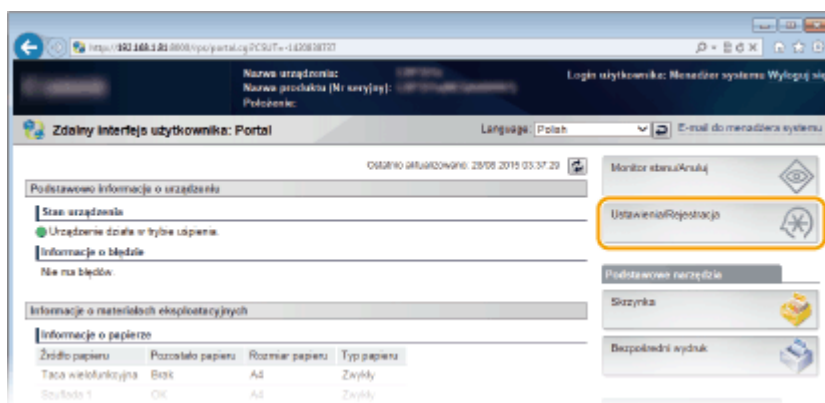 Nazwa urządzenia:
Nazwa produktu (Nr seryjny):
Położenie:
Login użytkownika: Menedżer systemu Wyloguj się
Zdalny interfejs użytkownika: Portal
Language: Polish
E-mail do menadżera systemu
Ostatnio aktualizowano: 28/08 2015 03:37:29
Podstawowe informacje o urządzeniu
Stan urządzenia
Urządzenie działa w trybie uśpienia.
Informacje o błędzie
Nie ma błędów.
Informacje o materiałach eksploatacyjnych
Informacje o papierze
Źródło papieru Pozostało papieru Rozmiar papieru Typ papieru
Taca wielofunkcyjna Brak A4 Zwykły
Szuflada 1 OK A4 Zwykły
Monitor stanu/Anuluj
Ustawienia/Rejestracja
Podstawowe narzędzia
Skrzynka
Bezpośredni wydruk